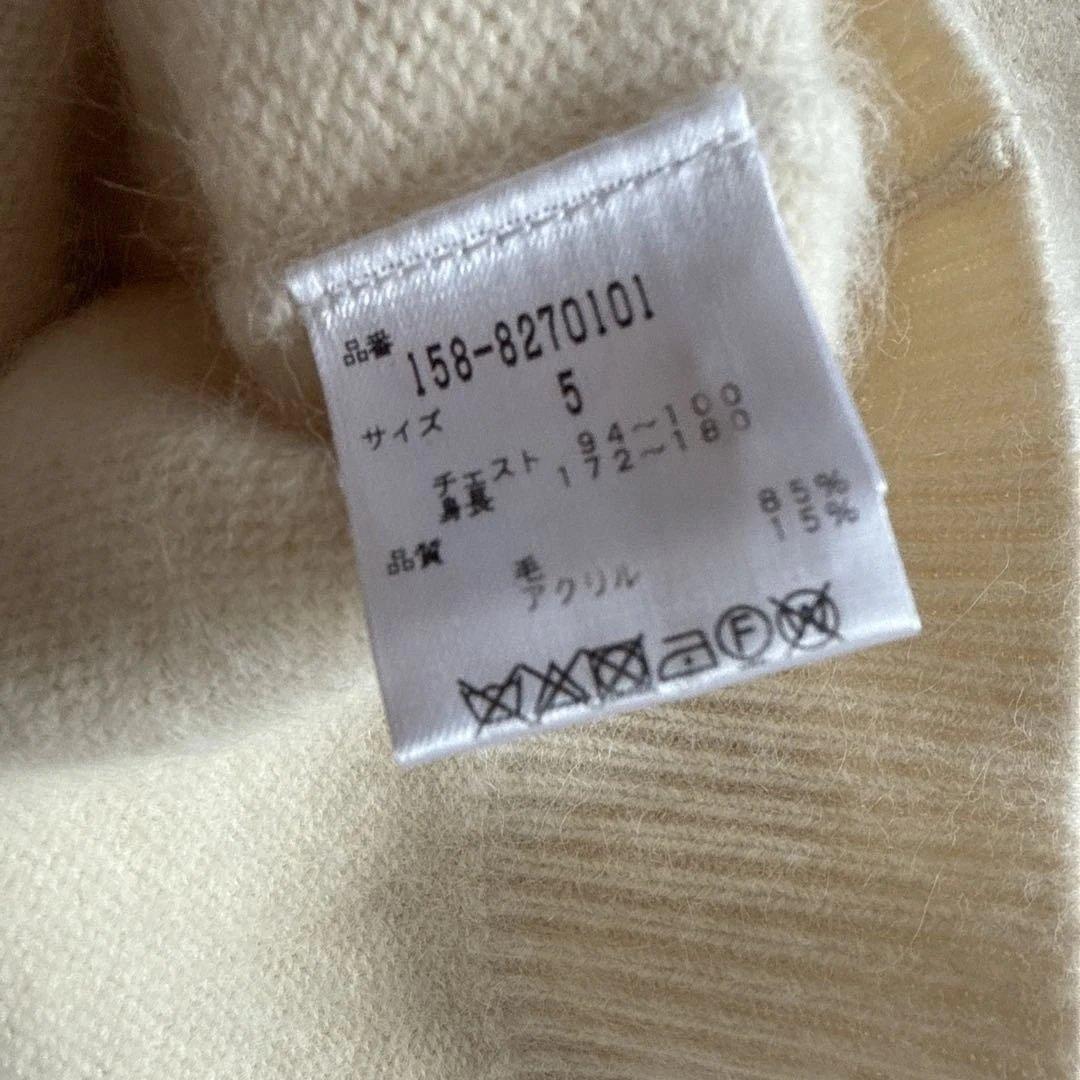 品番 158-8270101
サイズ 5
チェスト 94～100
身長 172～180
品質 毛 85%
アクリル 15%
F W